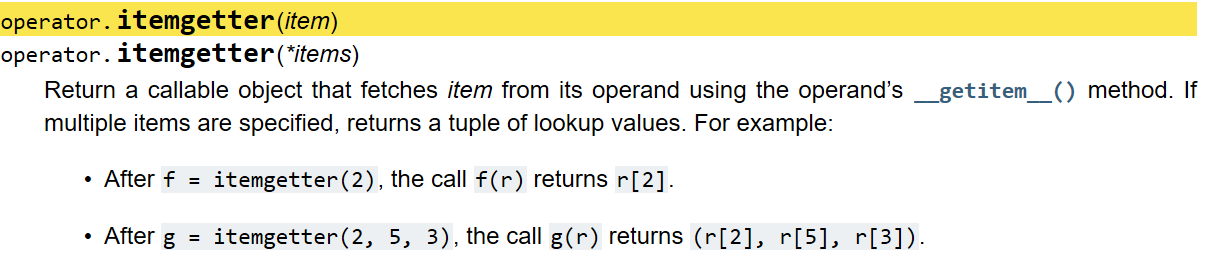 operator.itemgetter(item)
operator.itemgetter(*items)
Return a callable object that fetches item from its operand using the operand’s __getitem__() method. If
multiple items are specified, returns a tuple of lookup values. For example:
• After f = itemgetter(2), the call f(r) returns r[2].
• After g = itemgetter(2, 5, 3), the call g(r) returns (r[2], r[5], r[3]).